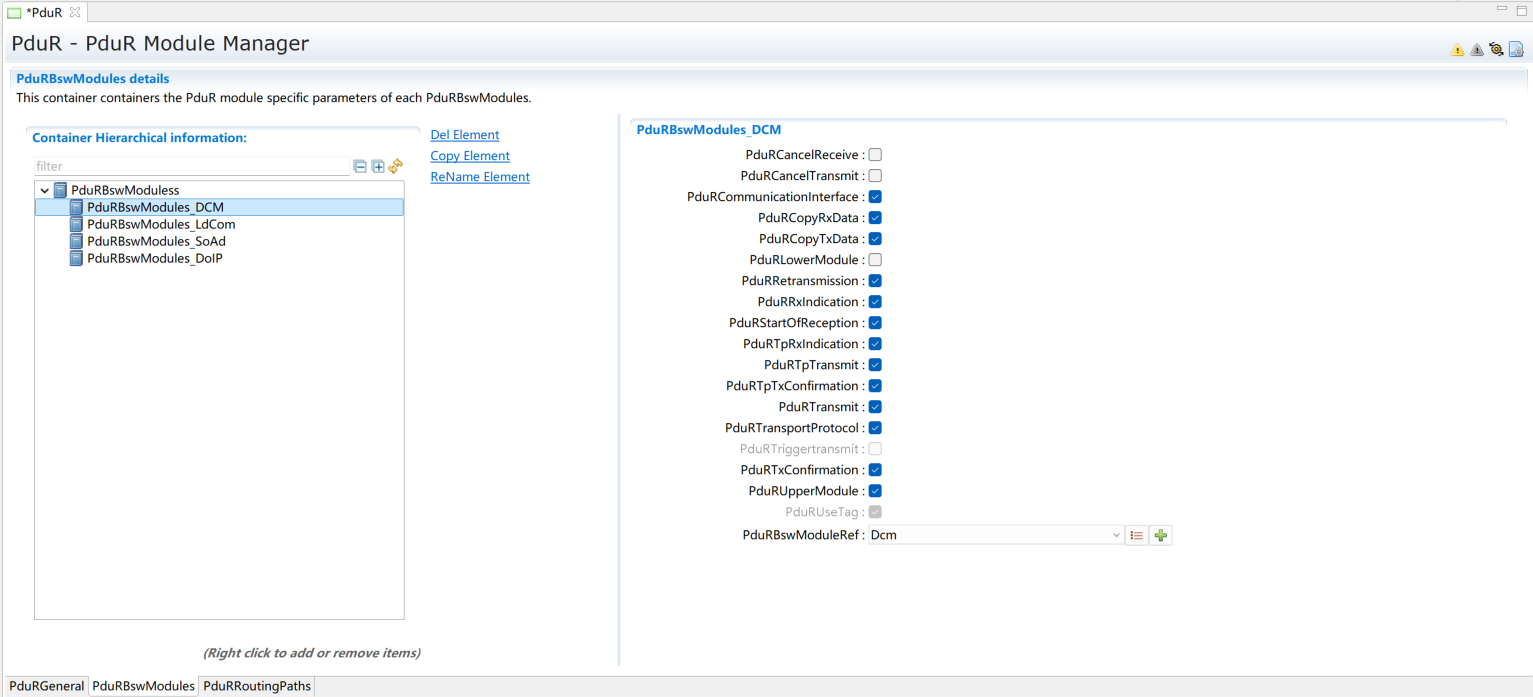 *PduR
PduR - PduR Module Manager
PduRBswModules details
This container containers the PduR module specific parameters of each PduRBswModules.
Container Hierarchical information:
filter
PduRBswModuless
PduRBswModules_DCM
PduRBswModules_LdCom
PduRBswModules_SoAd
PduRBswModules_DoIP
(Right click to add or remove items)
Del Element
Copy Element
ReName Element
PduRBswModules_DCM
PduRCancelReceive :
PduRCancelTransmit :
PduRCommunicationInterface :
PduRCopyRxData :
PduRCopyTxData :
PduRLowerModule :
PduRRetransmission :
PduRRxIndication :
PduRStartOfReception :
PduRTpRxIndication :
PduRTpTransmit :
PduRTpTxConfirmation :
PduRTransmit :
PduRTransportProtocol :
PduRTriggertransmit :
PduRTxConfirmation :
PduRUpperModule :
PduRUseTag :
PduRBswModuleRef : Dcm
PduRGeneral PduRBswModules PduRRoutingPaths